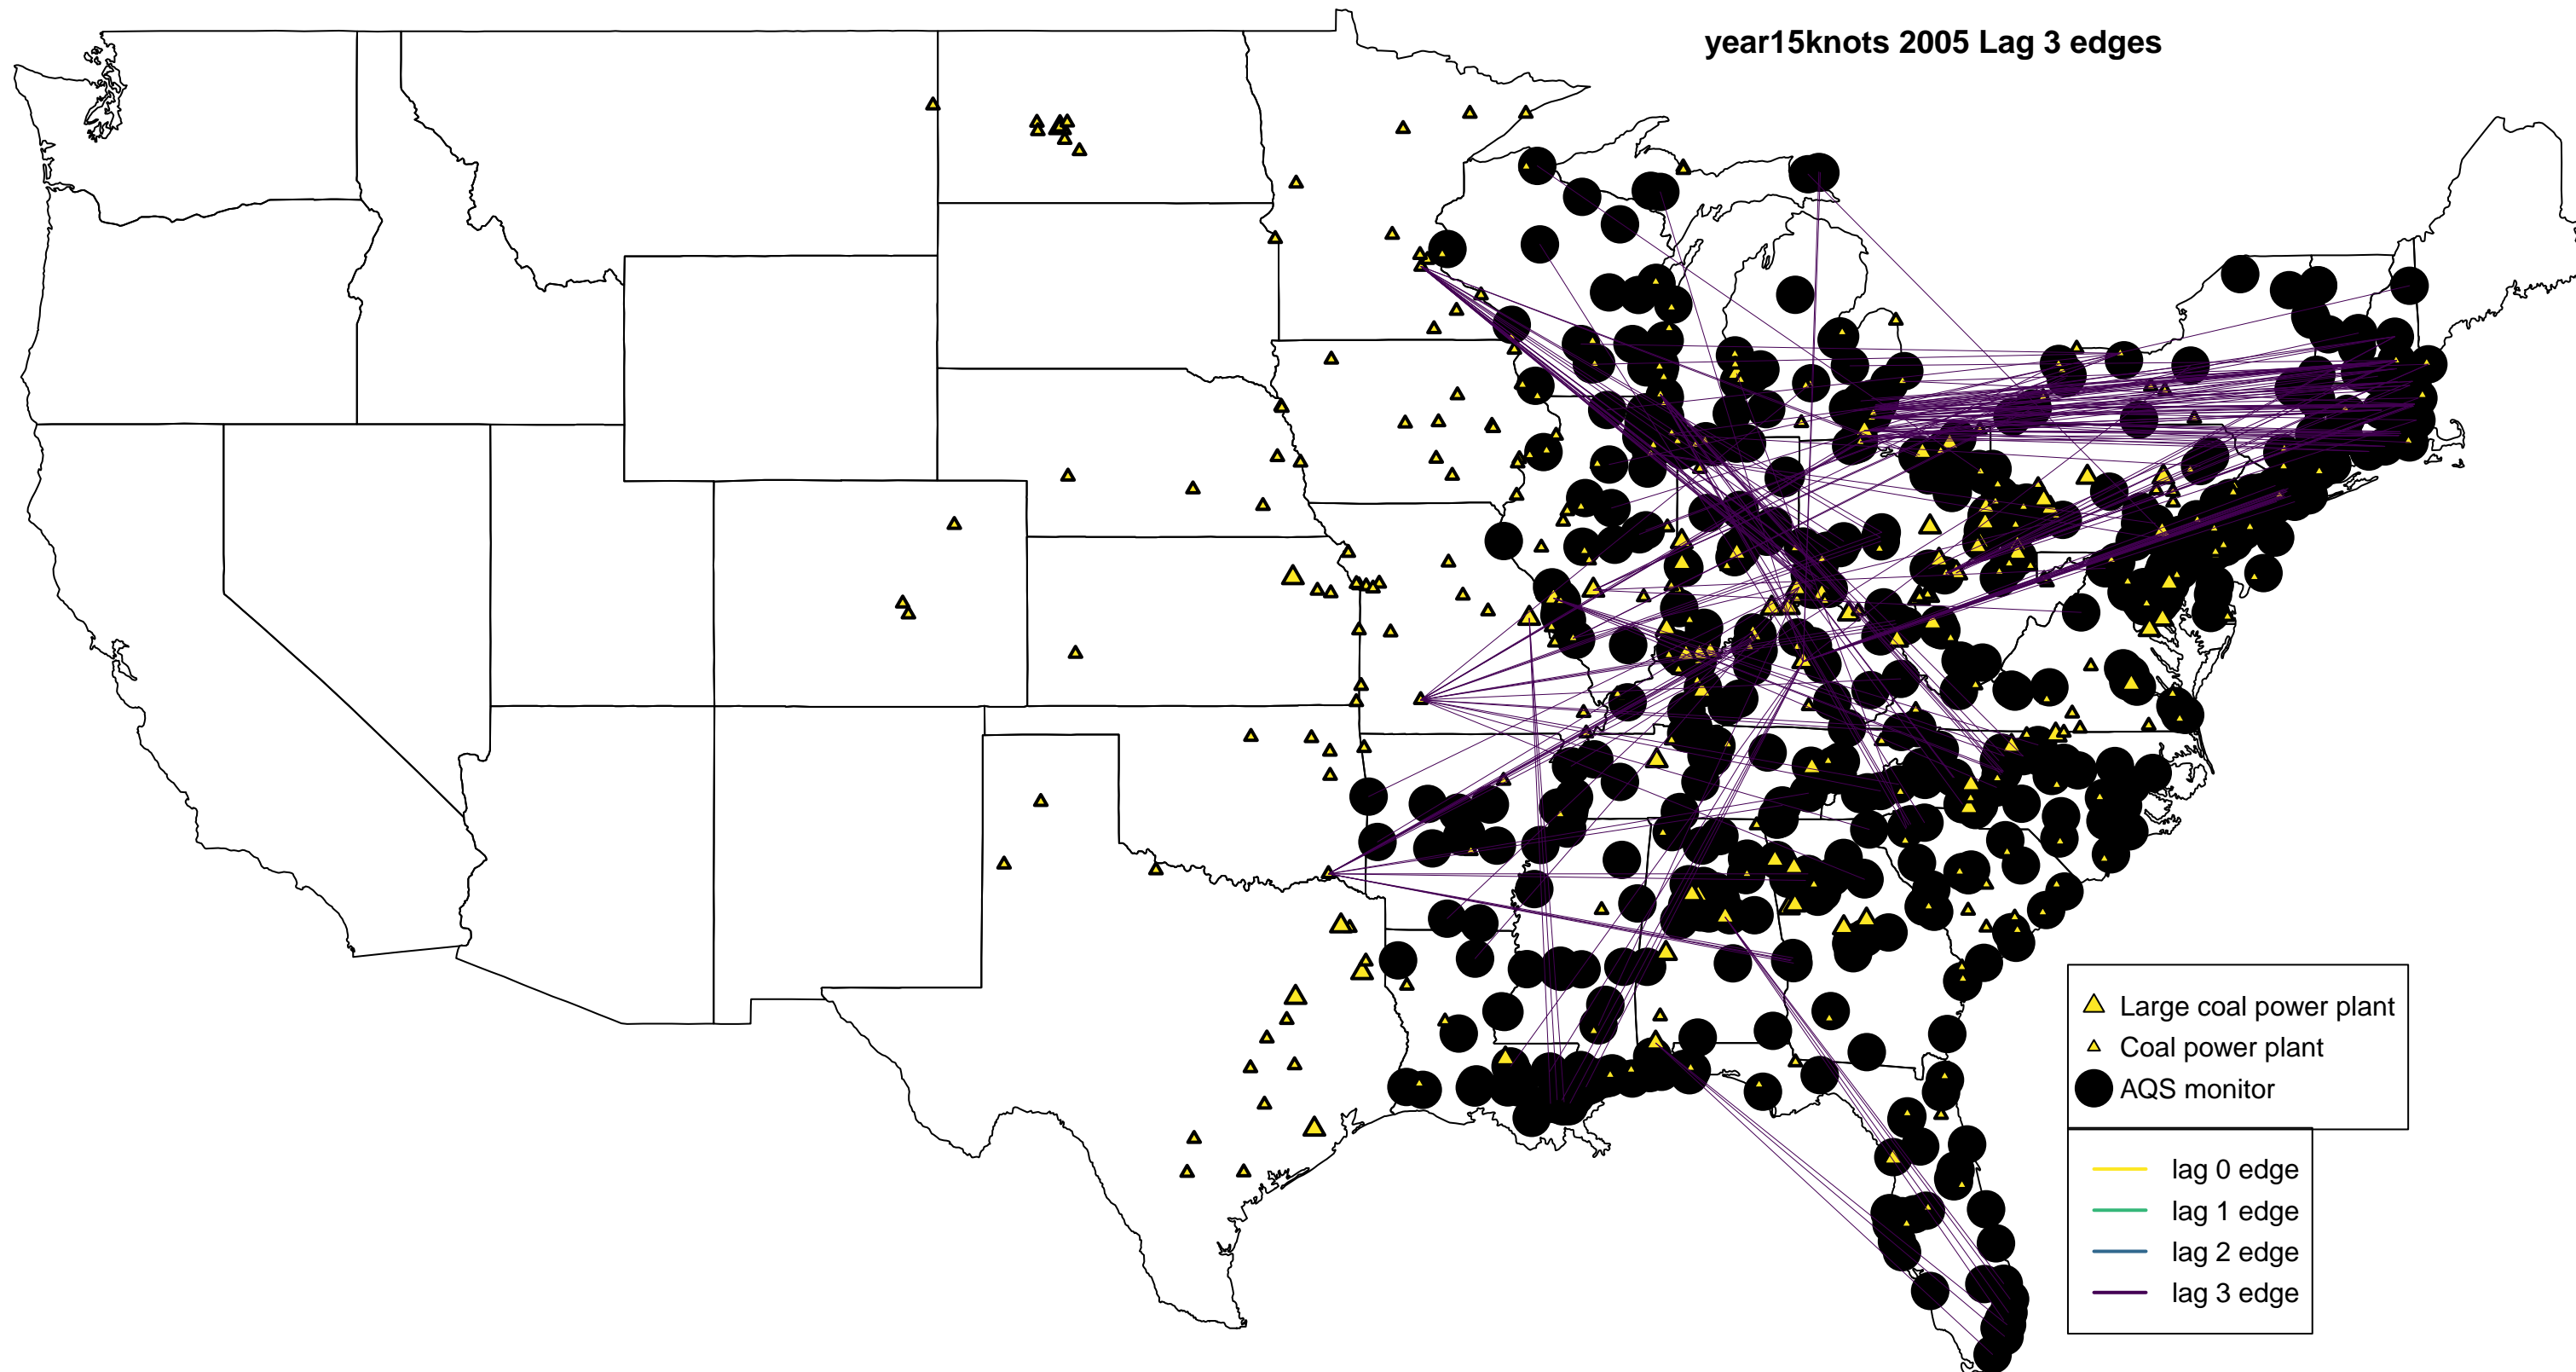 year15knots 2005 Lag 3 edges
Large coal power plant
Coal power plant
AQS monitor
lag 0 edge
lag 1 edge
lag 2 edge
lag 3 edge